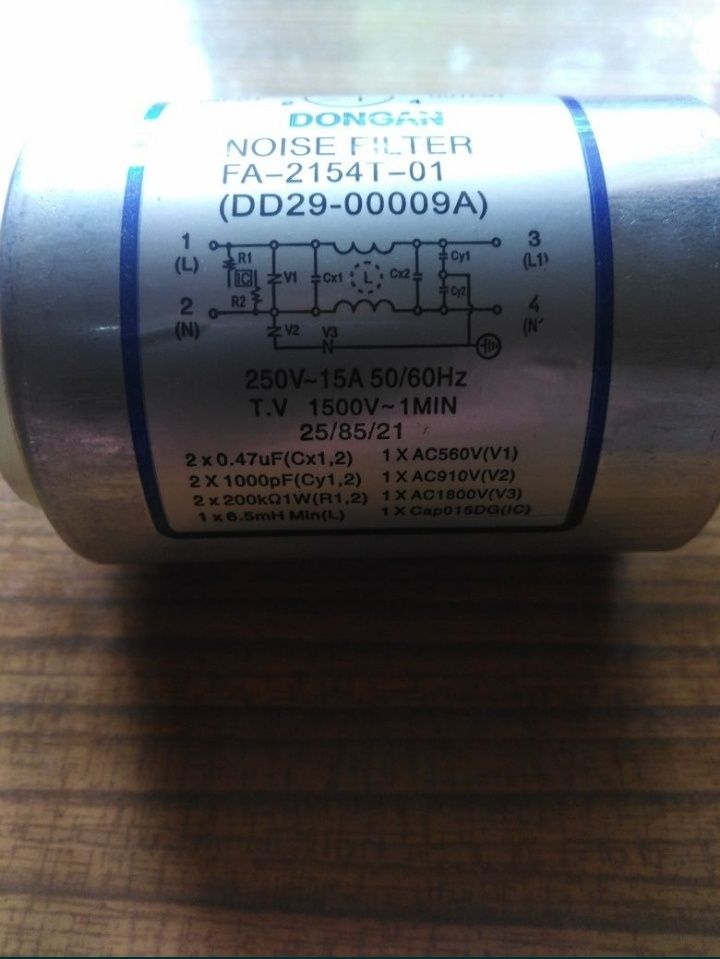 DONGAN
NOISE FILTER
FA-2154T-01
(DD29-00009A)
1 3
(L) R1 Cy1 (L1)
IC V1 Cx1 L Cx2
2 R2 Cy2 4
(N) V2 V3 (N'
250V~15A 50/60Hz
T.V 1500V~1MIN
25/85/21
2 x 0.47uF(Cx1,2) 1 X AC560V(V1)
2 X 1000pF(Cy1,2) 1 X AC910V(V2)
2 x 200kΩ1W(R1,2) 1 X AC1800V(V3)
1 x 6.5mH Min(L) 1 X Cap015DG(IC)